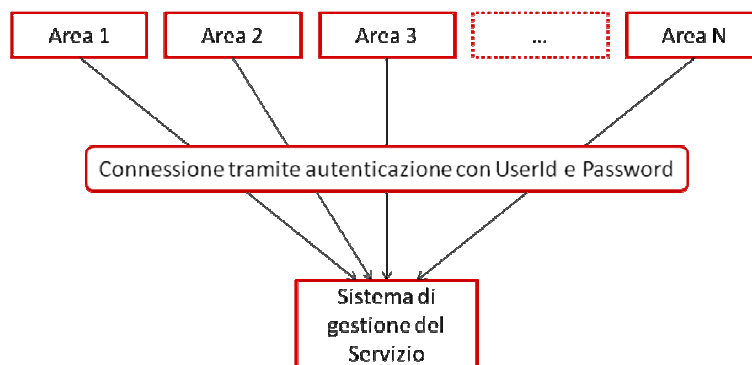 Area 1
Area 2
Area 3
...
Area N
Connessione tramite autenticazione con UserId e Password
Sistema di
gestione del
Servizio